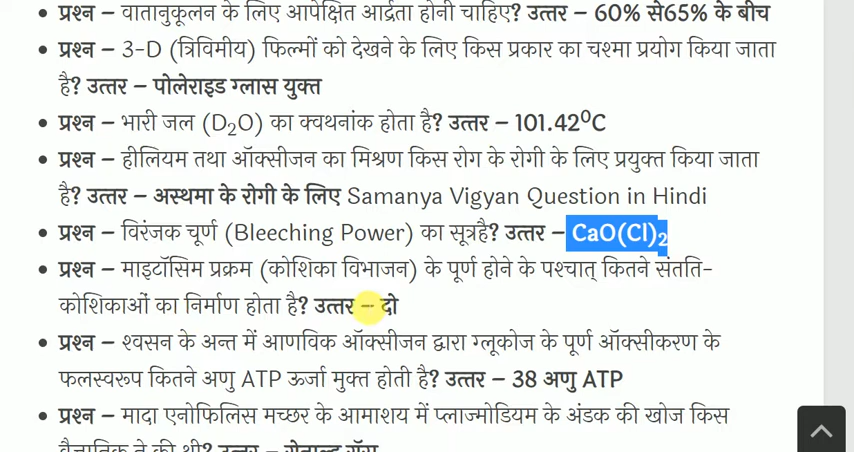 प्रश्न – वातानुकूलन के लिए आपेक्षित आर्द्रता होनी चाहिए? उत्तर – 60% से65% के बीच
प्रश्न – 3-D (त्रिविमीय) फिल्मों को देखने के लिए किस प्रकार का चश्मा प्रयोग किया जाता
है? उत्तर – पोलेराइड ग्लास युक्त
प्रश्न – भारी जल (D₂O) का क्वथनांक होता है? उत्तर – 101.42⁰C
प्रश्न – हीलियम तथा ऑक्सीजन का मिश्रण किस रोग के रोगी के लिए प्रयुक्त किया जाता
है? उत्तर – अस्थमा के रोगी के लिए Samanya Vigyan Question in Hindi
प्रश्न – विरंजक चूर्ण (Bleeching Power) का सूत्रहै? उत्तर – CaO(Cl)₂
प्रश्न – माइटॉसिम प्रक्रम (कोशिका विभाजन) के पूर्ण होने के पश्चात् कितने संतति-
कोशिकाओं का निर्माण होता है? उत्तर – दो
प्रश्न – श्वसन के अन्त में आणविक ऑक्सीजन द्वारा ग्लूकोज के पूर्ण ऑक्सीकरण के
फलस्वरूप कितने अणु ATP ऊर्जा मुक्त होती है? उत्तर – 38 अणु ATP
प्रश्न – मादा एनोफिलिस मच्छर के आमाशय में प्लाज्मोडियम के अंडक की खोज किस
वैज्ञानिक ने की थी? उत्तर – रोनाल्ड रॉस